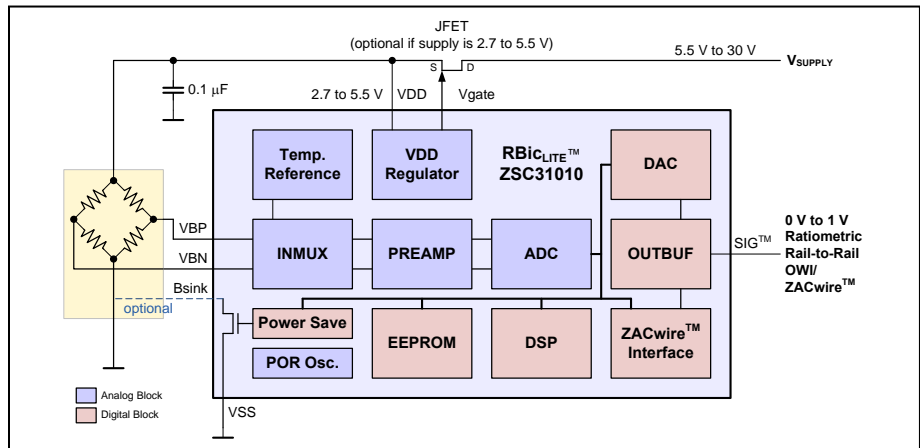 JFET
(optional if supply is 2.7 to 5.5 V)
5.5 V to 30 V
VSUPPLY
S
D
0.1 μF
2.7 to 5.5 V
VDD
Vgate
Temp.
Reference
VDD
Regulator
RBicLITE™
ZSC31010
DAC
VBP
VBN
INMUX
PREAMP
ADC
OUTBUF
SIG™
0 V to 1 V
Ratiometric
Rail-to-Rail
OWI/
ZACwire™
Bsink
optional
Power Save
EEPROM
DSP
ZACwire™
Interface
POR Osc.
Analog Block
Digital Block
VSS